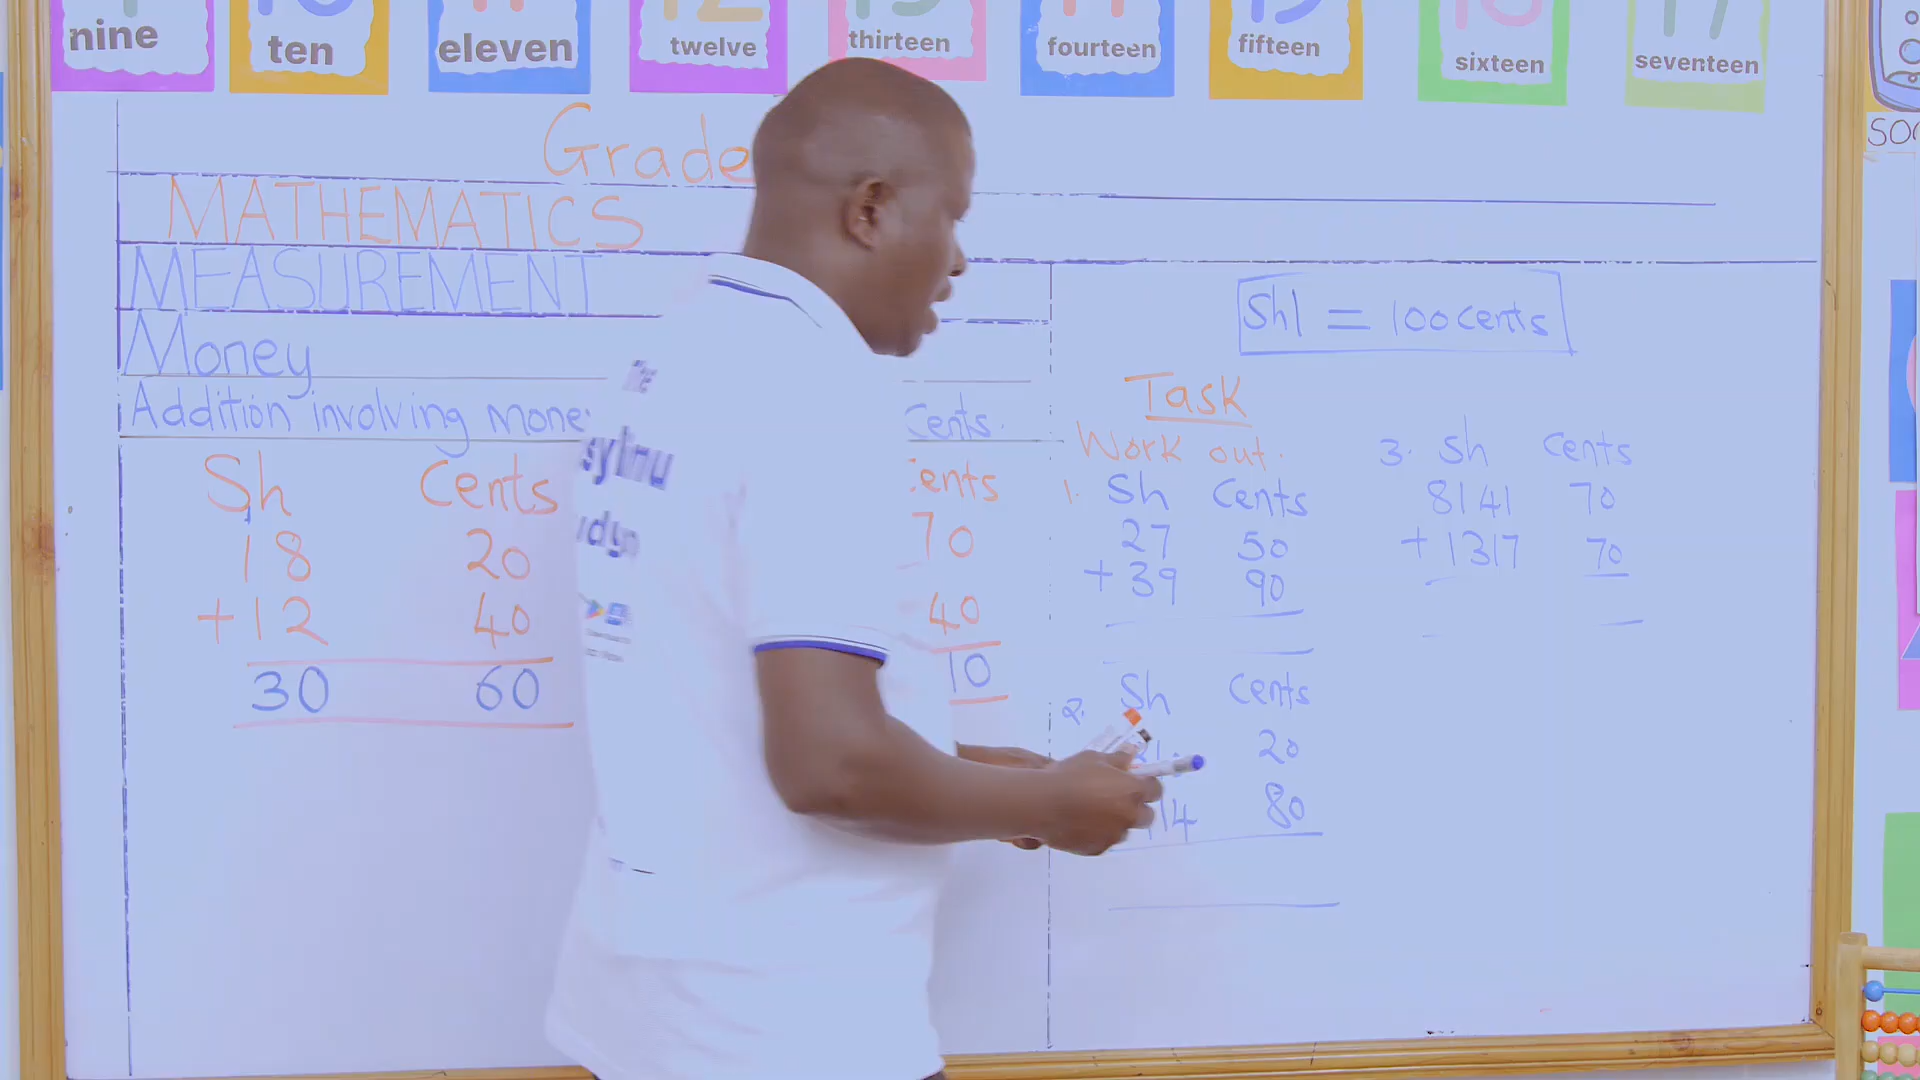 nine ten eleven twelve thirteen fourteen fifteen sixteen seventeen
Grade
MATHEMATICS
MEASUREMENT
Money
Addition involving
Cents
Sh Cents
18 20
+12 40
30 60
70
40
10
Sh1 = 100cents
Task
Work out.
1. Sh Cents
27 50
+39 90
2. Sh Cents
20
14 80
3. Sh Cents
8141 70
+1317 70